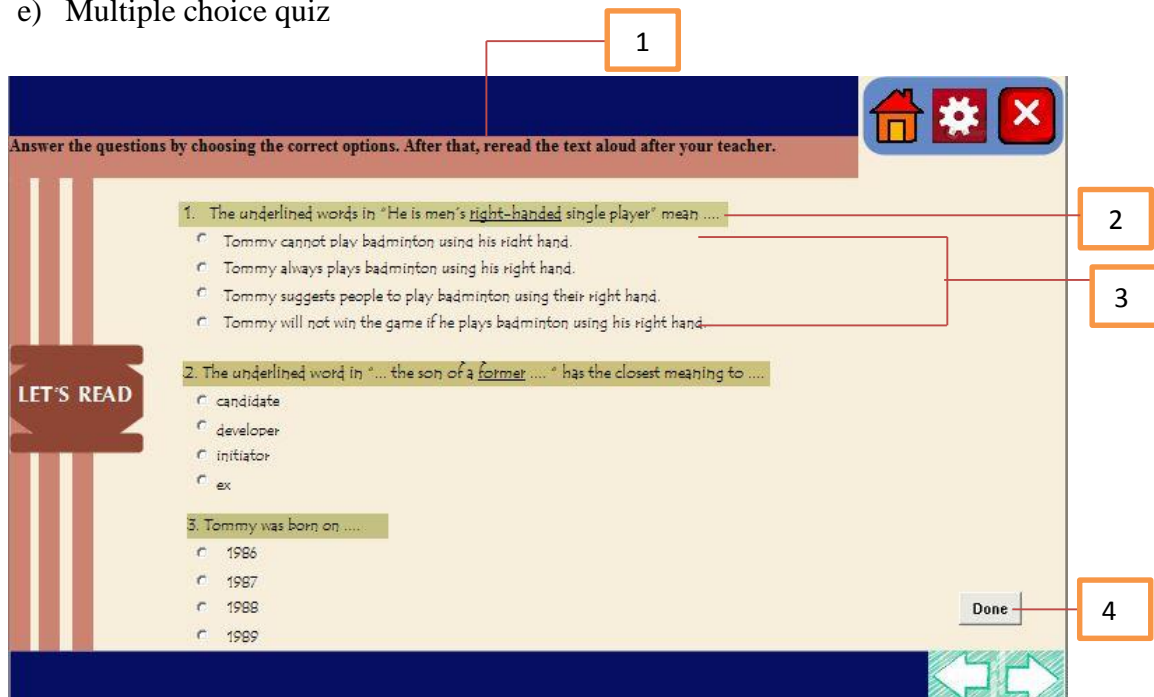 e) Multiple choice quiz
1
Answer the questions by choosing the correct options. After that, reread the text aloud after your teacher.
1. The underlined words in "He is men's right-handed single player" mean ....
2
Tommy cannot play badminton using his right hand.
Tommy always plays badminton using his right hand.
3
Tommy suggests people to play badminton using their right hand.
Tommy will not win the game if he plays badminton using his right hand.
2. The underlined word in "... the son of a former .... " has the closest meaning to ....
LET'S READ
candidate
developer
initiator
ex
3. Tommy was born on ....
1986
1987
1988
Done
4
1989